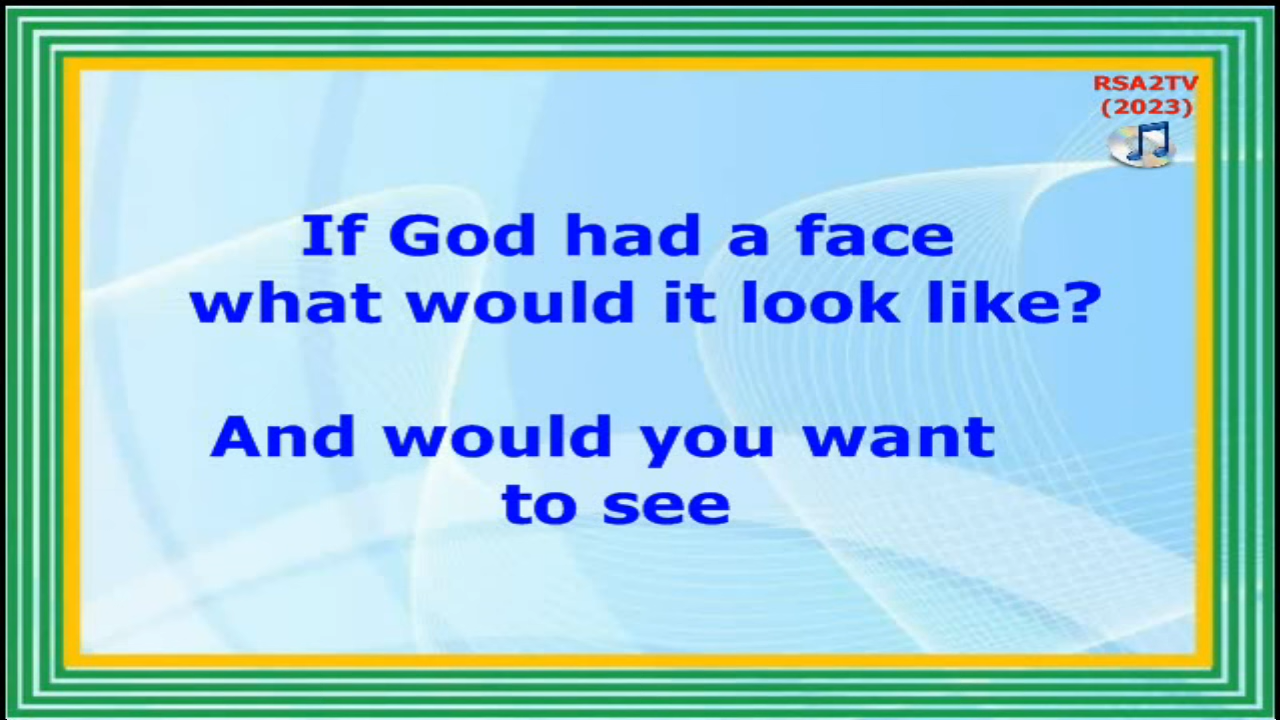 RSA2TV
(2023)
If God had a face
what would it look like?
And would you want
to see